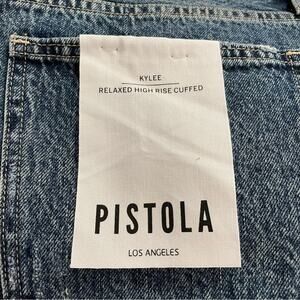 KYLEE
RELAXED HIGH RISE CUFFED
PISTOLA
LOS ANGELES